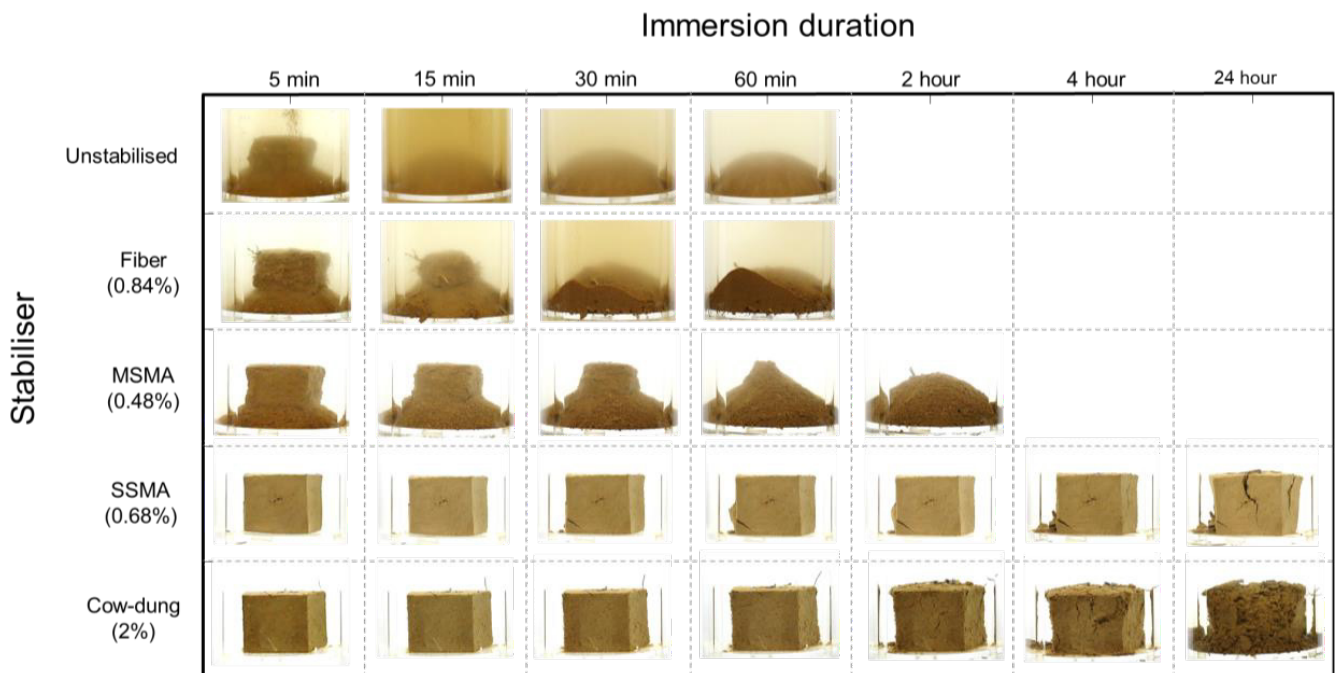 Immersion duration
5 min
15 min
30 min
60 min
2 hour
4 hour
24 hour
Stabiliser
Unstabilised
Fiber
(0.84%)
MSMA
(0.48%)
SSMA
(0.68%)
Cow-dung
(2%)